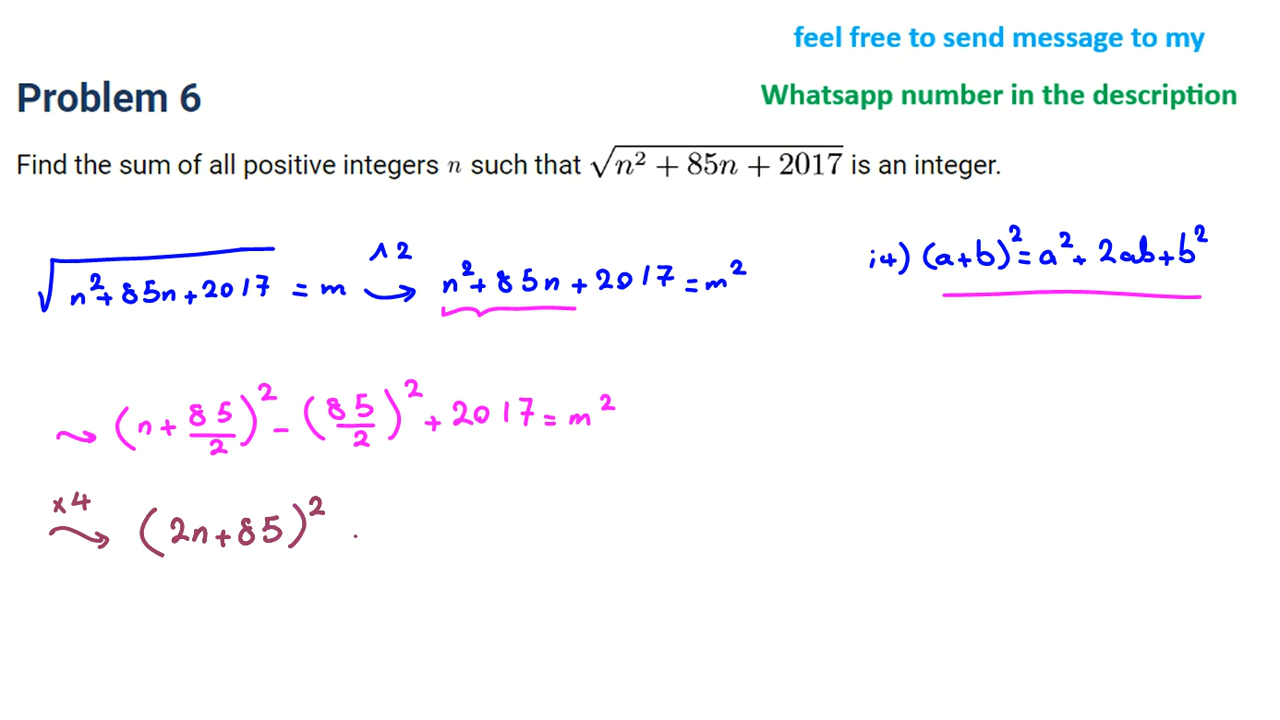 feel free to send message to my
Problem 6
Whatsapp number in the description
Find the sum of all positive integers n such that √(n² + 85n + 2017) is an integer.
√(n²+85n+2017) = m ^2 → n²+85n+2017=m²
i4) (a+b)²=a²+2ab+b²
⤳ (n+85/2)² - (85/2)² + 2017 = m²
×4 ⤳ (2n+85)²